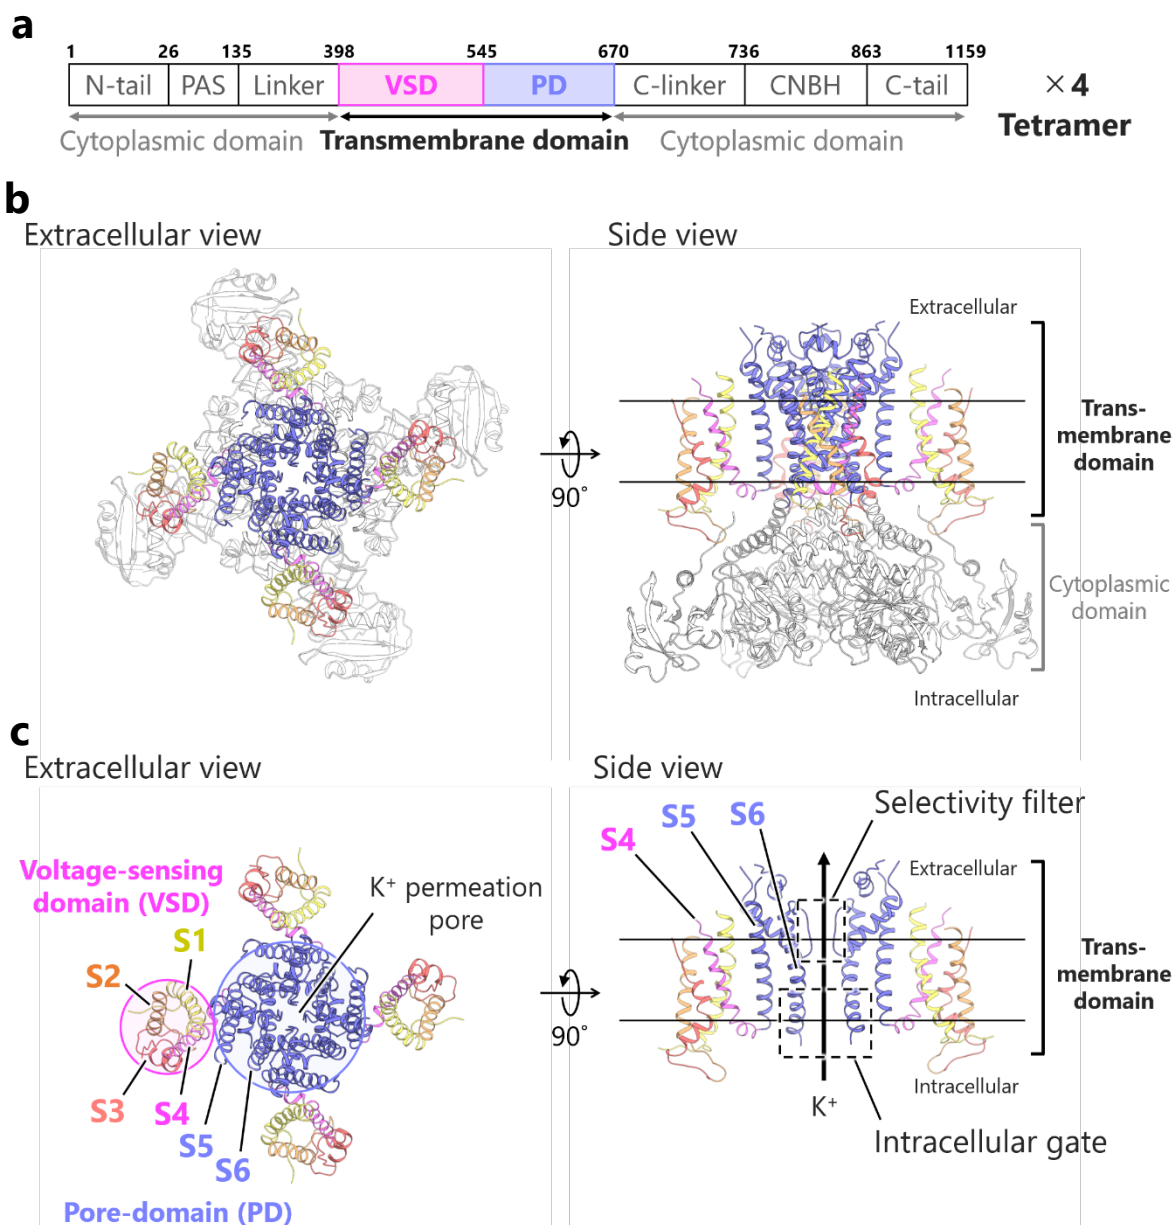 a
1 26 135 398 545 670 736 863 1159
N-tail PAS Linker VSD PD C-linker CNBH C-tail
×4
Tetramer
Cytoplasmic domain Transmembrane domain Cytoplasmic domain
b
Extracellular view
Side view
Extracellular
Trans-
membrane
domain
90°
Cytoplasmic
domain
Intracellular
c
Extracellular view
Side view
Voltage-sensing
domain (VSD)
K⁺ permeation
pore
S1
S2
S3
S4
S5
S6
Pore-domain (PD)
90°
S4
S5
S6
Selectivity filter
Extracellular
Trans-
membrane
domain
Intracellular
K⁺
Intracellular gate